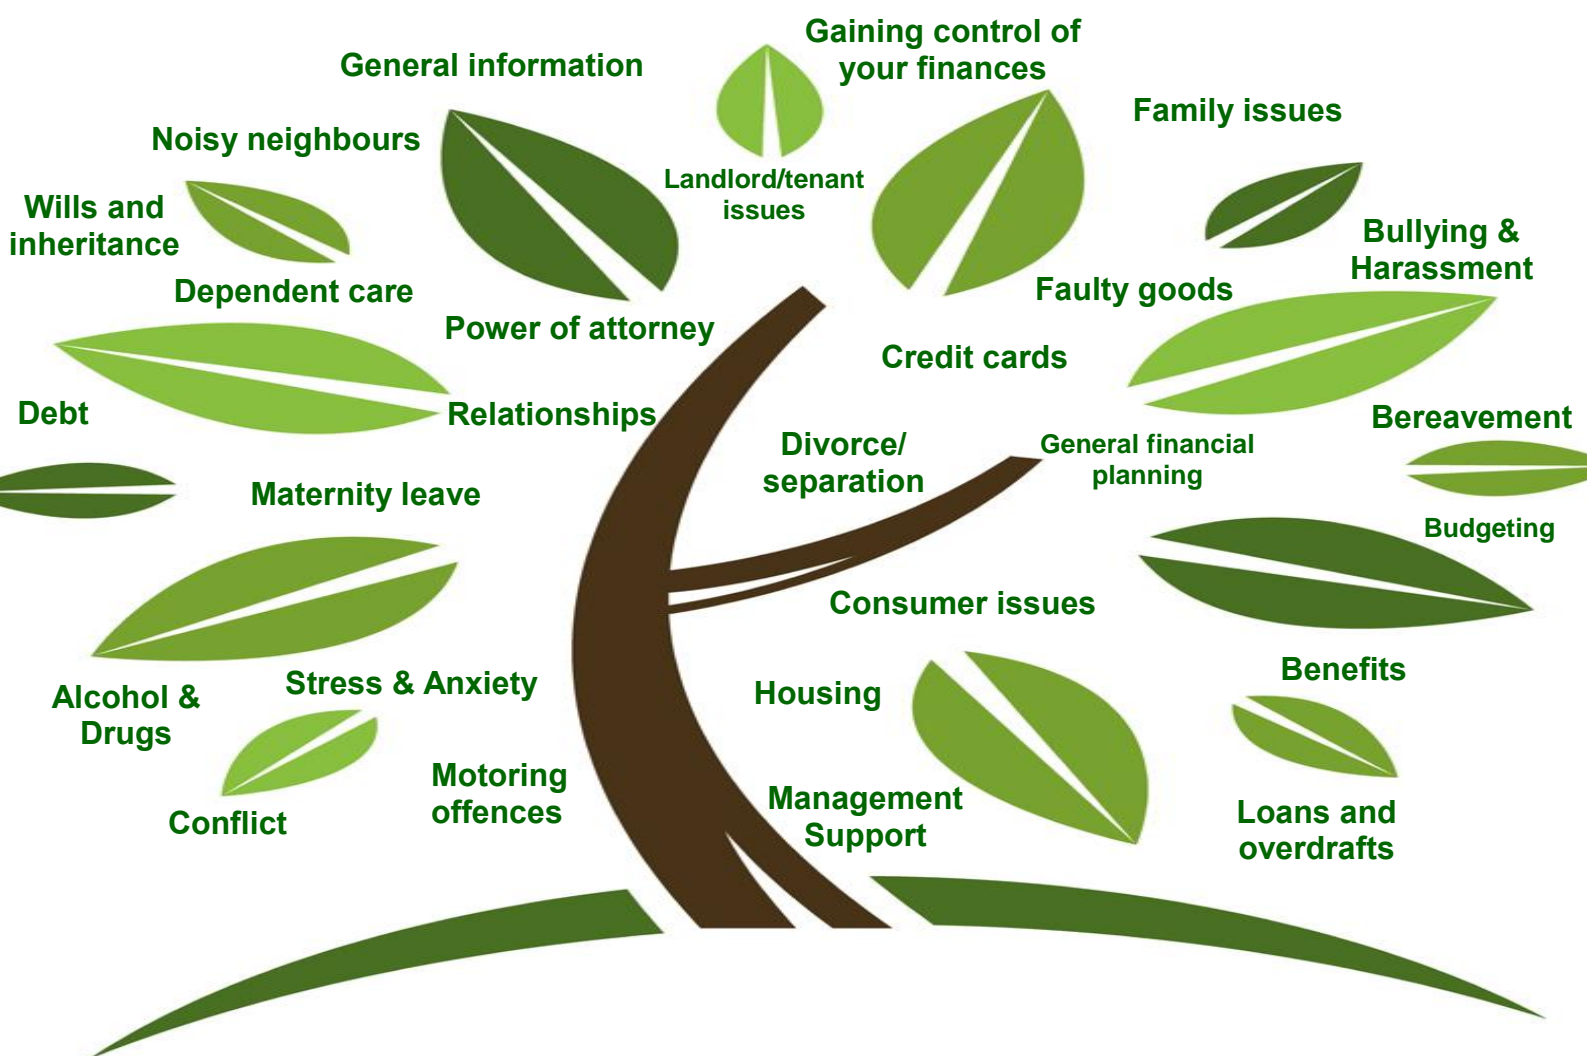 Gaining control of
your finances
General information
Family issues
Noisy neighbours
Landlord/tenant
issues
Wills and
inheritance
Bullying &
Harassment
Dependent care
Faulty goods
Power of attorney
Credit cards
Debt
Relationships
Bereavement
Divorce/
separation
General financial
planning
Maternity leave
Budgeting
Consumer issues
Stress & Anxiety
Alcohol &
Drugs
Housing
Benefits
Motoring
offences
Management
Support
Conflict
Loans and
overdrafts